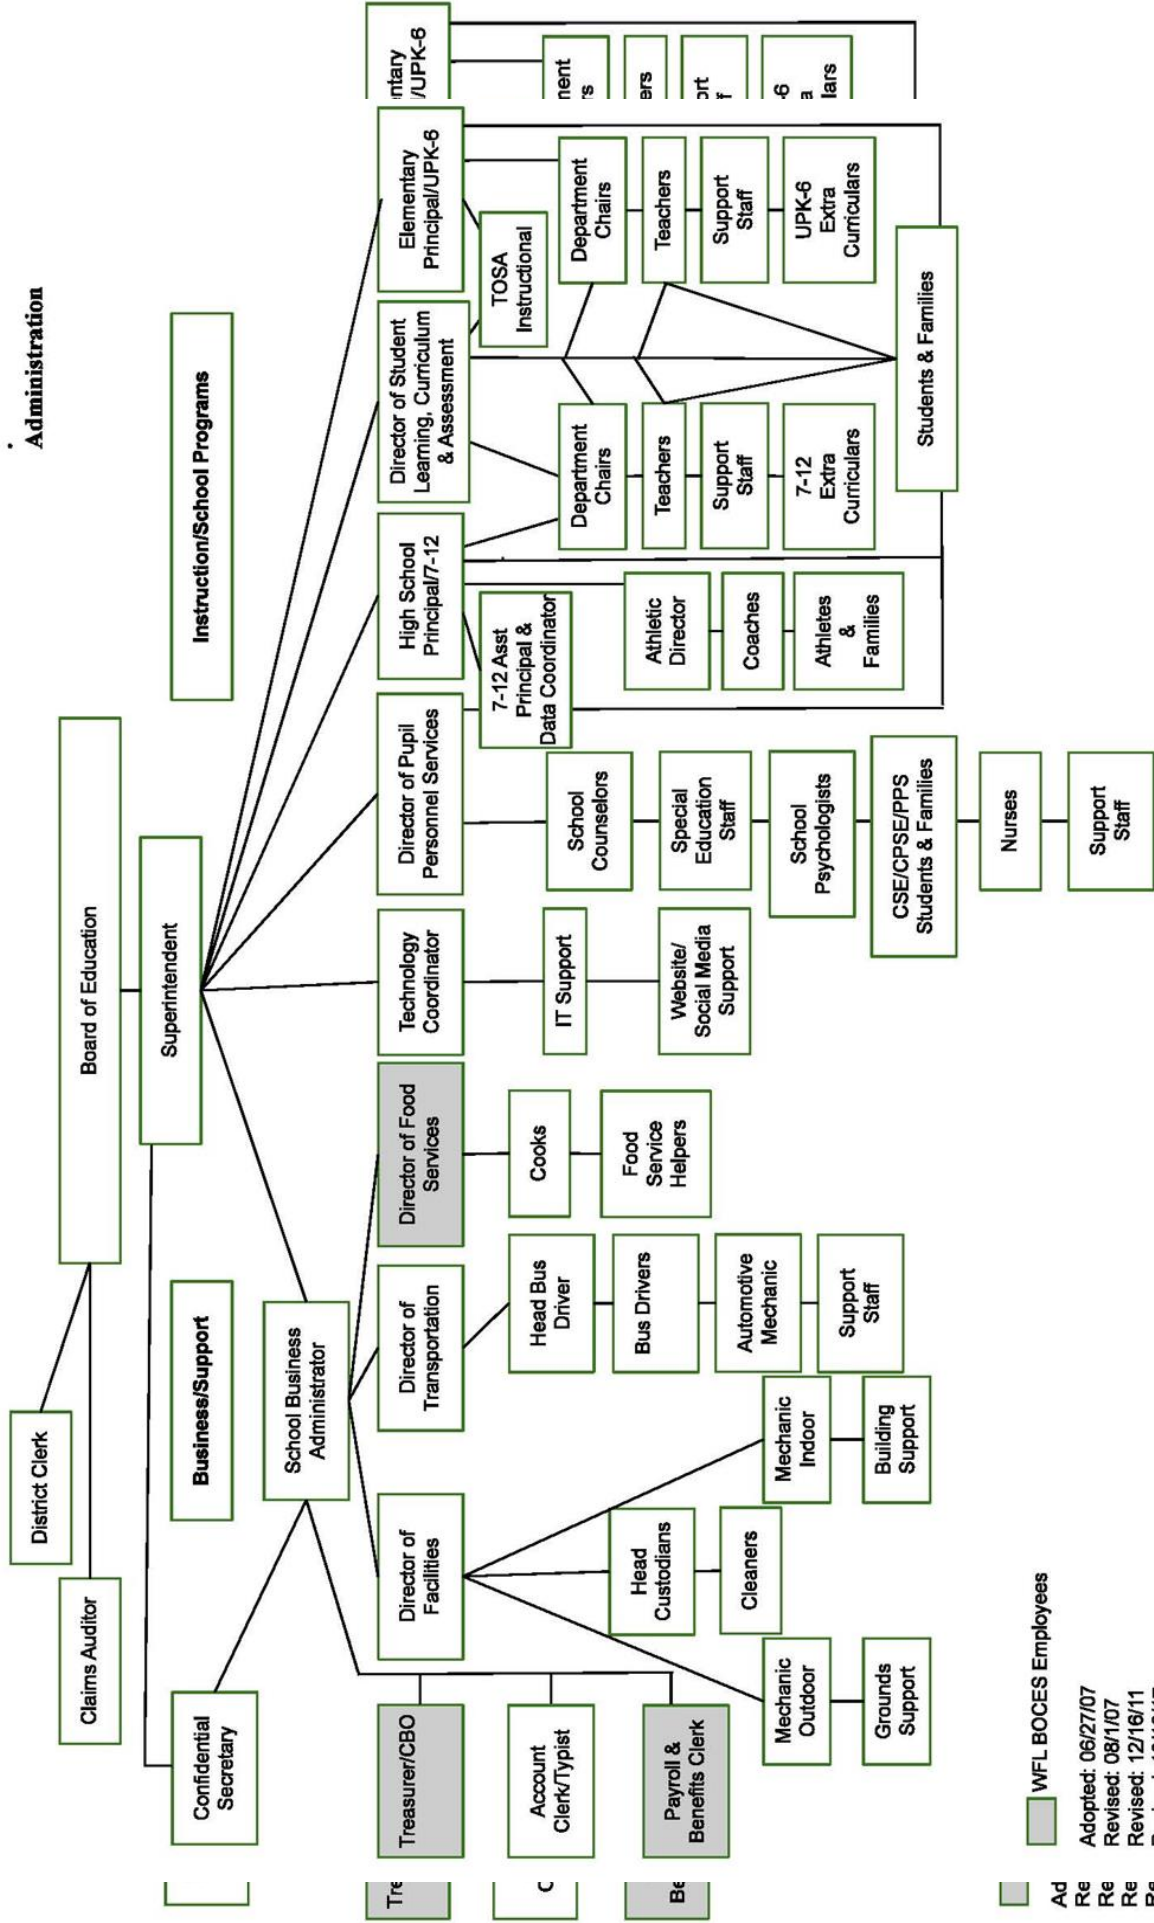 Administration
District Clerk
Claims Auditor
Board of Education
Superintendent
Confidential
Secretary
Business/Support
Instruction/School Programs
School Business
Administrator
Treasurer/CBO
Director of
Facilities
Director of
Transportation
Director of Food
Services
Technology
Coordinator
Director of Pupil
Personnel Services
High School
Principal/7-12
Director of Student
Learning, Curriculum
& Assessment
Elementary
Principal/UPK-6
7-12 Asst
Principal &
Data Coordinator
TOSA
Instructional
Account
Clerk/Typist
Payroll &
Benefits Clerk
Mechanic
Outdoor
Grounds
Support
Head
Custodians
Cleaners
Mechanic
Indoor
Building
Support
Head Bus
Driver
Bus Drivers
Automotive
Mechanic
Support
Staff
Cooks
Food
Service
Helpers
IT Support
Website/
Social Media
Support
School
Counselors
Special
Education
Staff
School
Psychologists
CSE/CPSE/PPS
Students & Families
Nurses
Support
Staff
Athletic
Director
Coaches
Athletes
&
Families
Department
Chairs
Teachers
Support
Staff
7-12
Extra
Curriculars
Department
Chairs
Teachers
Support
Staff
UPK-6
Extra
Curriculars
Students & Families
WFL BOCES Employees
Adopted: 06/27/07
Revised: 08/1/07
Revised: 12/16/11